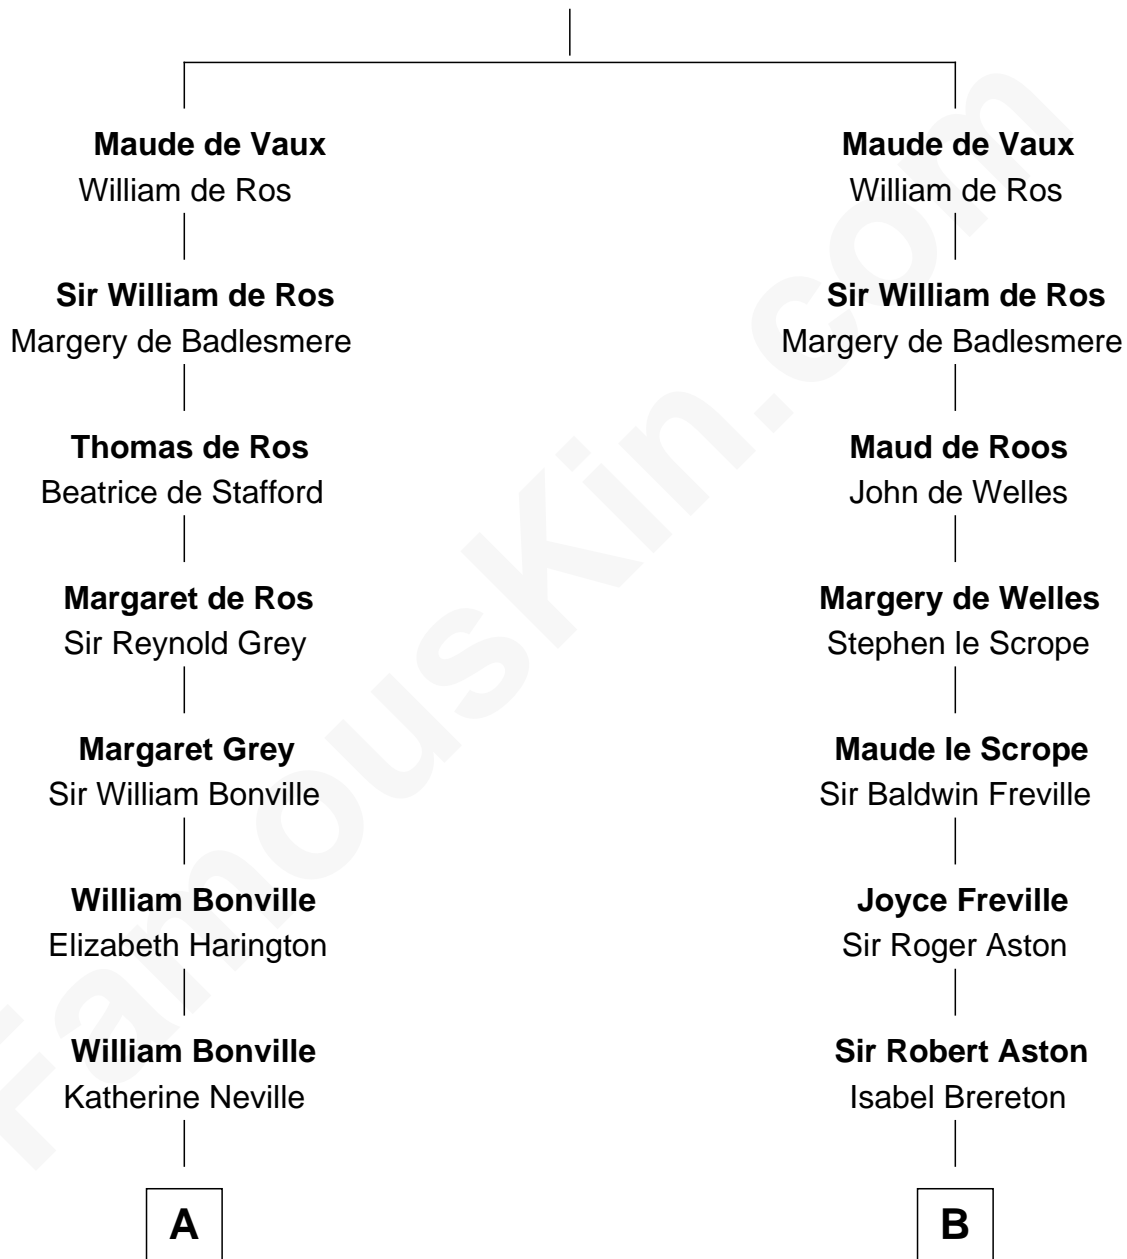 Maude de Vaux
William de Ros
Sir William de Ros
Margery de Badlesmere
Thomas de Ros
Beatrice de Stafford
Margaret de Ros
Sir Reynold Grey
Margaret Grey
Sir William Bonville
William Bonville
Elizabeth Harington
William Bonville
Katherine Neville
A
Maude de Vaux
William de Ros
Sir William de Ros
Margery de Badlesmere
Maud de Roos
John de Welles
Margery de Welles
Stephen le Scrope
Maude le Scrope
Sir Baldwin Freville
Joyce Freville
Sir Roger Aston
Sir Robert Aston
Isabel Brereton
B
FamousKin.com